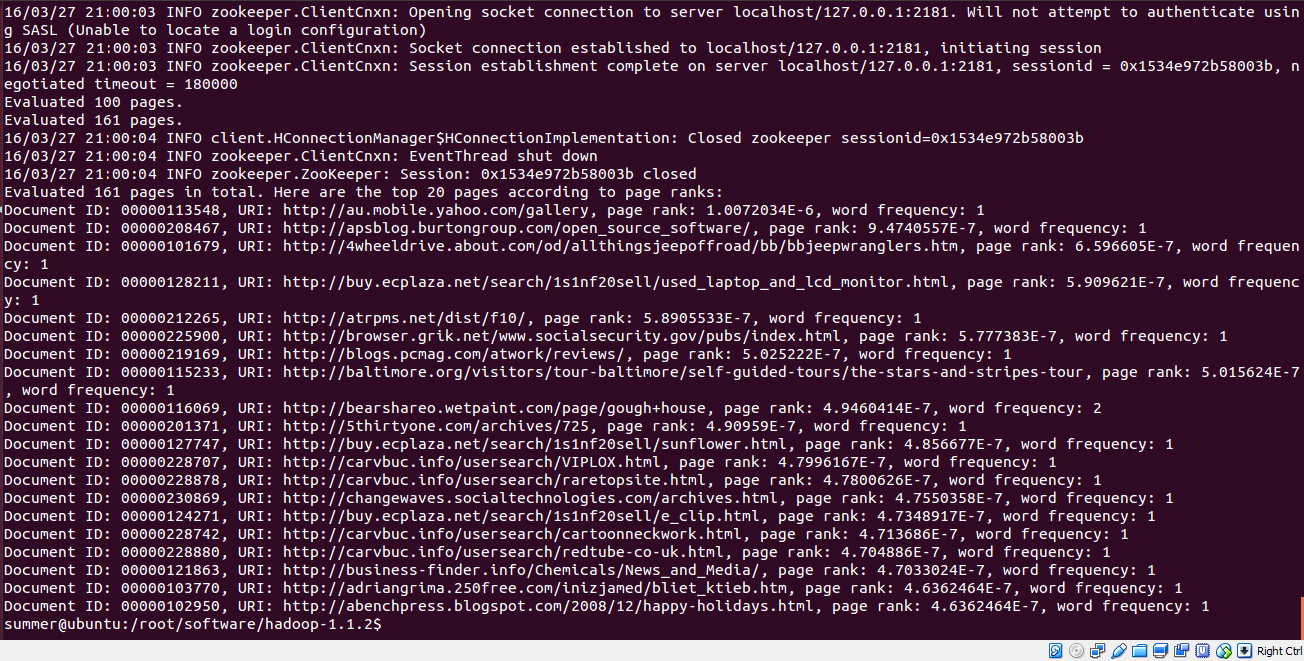 16/03/27 21:00:03 INFO zookeeper.ClientCnxn: Opening socket connection to server localhost/127.0.0.1:2181. Will not attempt to authenticate usin
g SASL (Unable to locate a login configuration)
16/03/27 21:00:03 INFO zookeeper.ClientCnxn: Socket connection established to localhost/127.0.0.1:2181, initiating session
16/03/27 21:00:03 INFO zookeeper.ClientCnxn: Session establishment complete on server localhost/127.0.0.1:2181, sessionid = 0x1534e972b58003b, n
egotiated timeout = 180000
Evaluated 100 pages.
Evaluated 161 pages.
16/03/27 21:00:04 INFO client.HConnectionManager$HConnectionImplementation: Closed zookeeper sessionid=0x1534e972b58003b
16/03/27 21:00:04 INFO zookeeper.ClientCnxn: EventThread shut down
16/03/27 21:00:04 INFO zookeeper.ZooKeeper: Session: 0x1534e972b58003b closed
Evaluated 161 pages in total. Here are the top 20 pages according to page ranks:
Document ID: 00000113548, URI: http://au.mobile.yahoo.com/gallery, page rank: 1.0072034E-6, word frequency: 1
Document ID: 00000208467, URI: http://apsblog.burtongroup.com/open_source_software/, page rank: 9.4740557E-7, word frequency: 1
Document ID: 00000101679, URI: http://4wheeldrive.about.com/od/allthingsjeepoffroad/bb/bbjeepwranglers.htm, page rank: 6.596605E-7, word frequen
cy: 1
Document ID: 00000128211, URI: http://buy.ecplaza.net/search/1s1nf20sell/used_laptop_and_lcd_monitor.html, page rank: 5.909621E-7, word frequenc
y: 1
Document ID: 00000212265, URI: http://atrpms.net/dist/f10/, page rank: 5.8905533E-7, word frequency: 1
Document ID: 00000225900, URI: http://browser.grik.net/www.socialsecurity.gov/pubs/index.html, page rank: 5.777383E-7, word frequency: 1
Document ID: 00000219169, URI: http://blogs.pcmag.com/atwork/reviews/, page rank: 5.025222E-7, word frequency: 1
Document ID: 00000115233, URI: http://baltimore.org/visitors/tour-baltimore/self-guided-tours/the-stars-and-stripes-tour, page rank: 5.015624E-7
, word frequency: 1
Document ID: 00000116069, URI: http://bearshareo.wetpaint.com/page/gough+house, page rank: 4.9460414E-7, word frequency: 2
Document ID: 00000201371, URI: http://5thirtyone.com/archives/725, page rank: 4.90959E-7, word frequency: 1
Document ID: 00000127747, URI: http://buy.ecplaza.net/search/1s1nf20sell/sunflower.html, page rank: 4.856677E-7, word frequency: 1
Document ID: 00000228707, URI: http://carvbuc.info/usersearch/VIPLOX.html, page rank: 4.7996167E-7, word frequency: 1
Document ID: 00000228878, URI: http://carvbuc.info/usersearch/raretopsite.html, page rank: 4.7800626E-7, word frequency: 1
Document ID: 00000230869, URI: http://changewaves.socialtechnologies.com/archives.html, page rank: 4.7550358E-7, word frequency: 1
Document ID: 00000124271, URI: http://buy.ecplaza.net/search/1s1nf20sell/e_clip.html, page rank: 4.7348917E-7, word frequency: 1
Document ID: 00000228742, URI: http://carvbuc.info/usersearch/cartoonneckwork.html, page rank: 4.713686E-7, word frequency: 1
Document ID: 00000228880, URI: http://carvbuc.info/usersearch/redtube-co-uk.html, page rank: 4.704886E-7, word frequency: 1
Document ID: 00000121863, URI: http://business-finder.info/Chemicals/News_and_Media/, page rank: 4.7033024E-7, word frequency: 1
Document ID: 00000103770, URI: http://adriangrima.250free.com/inizjamed/bliet_ktieb.htm, page rank: 4.6362464E-7, word frequency: 1
Document ID: 00000102950, URI: http://abenchpress.blogspot.com/2008/12/happy-holidays.html, page rank: 4.6362464E-7, word frequency: 1
summer@ubuntu:/root/software/hadoop-1.1.2$
Right Ctrl